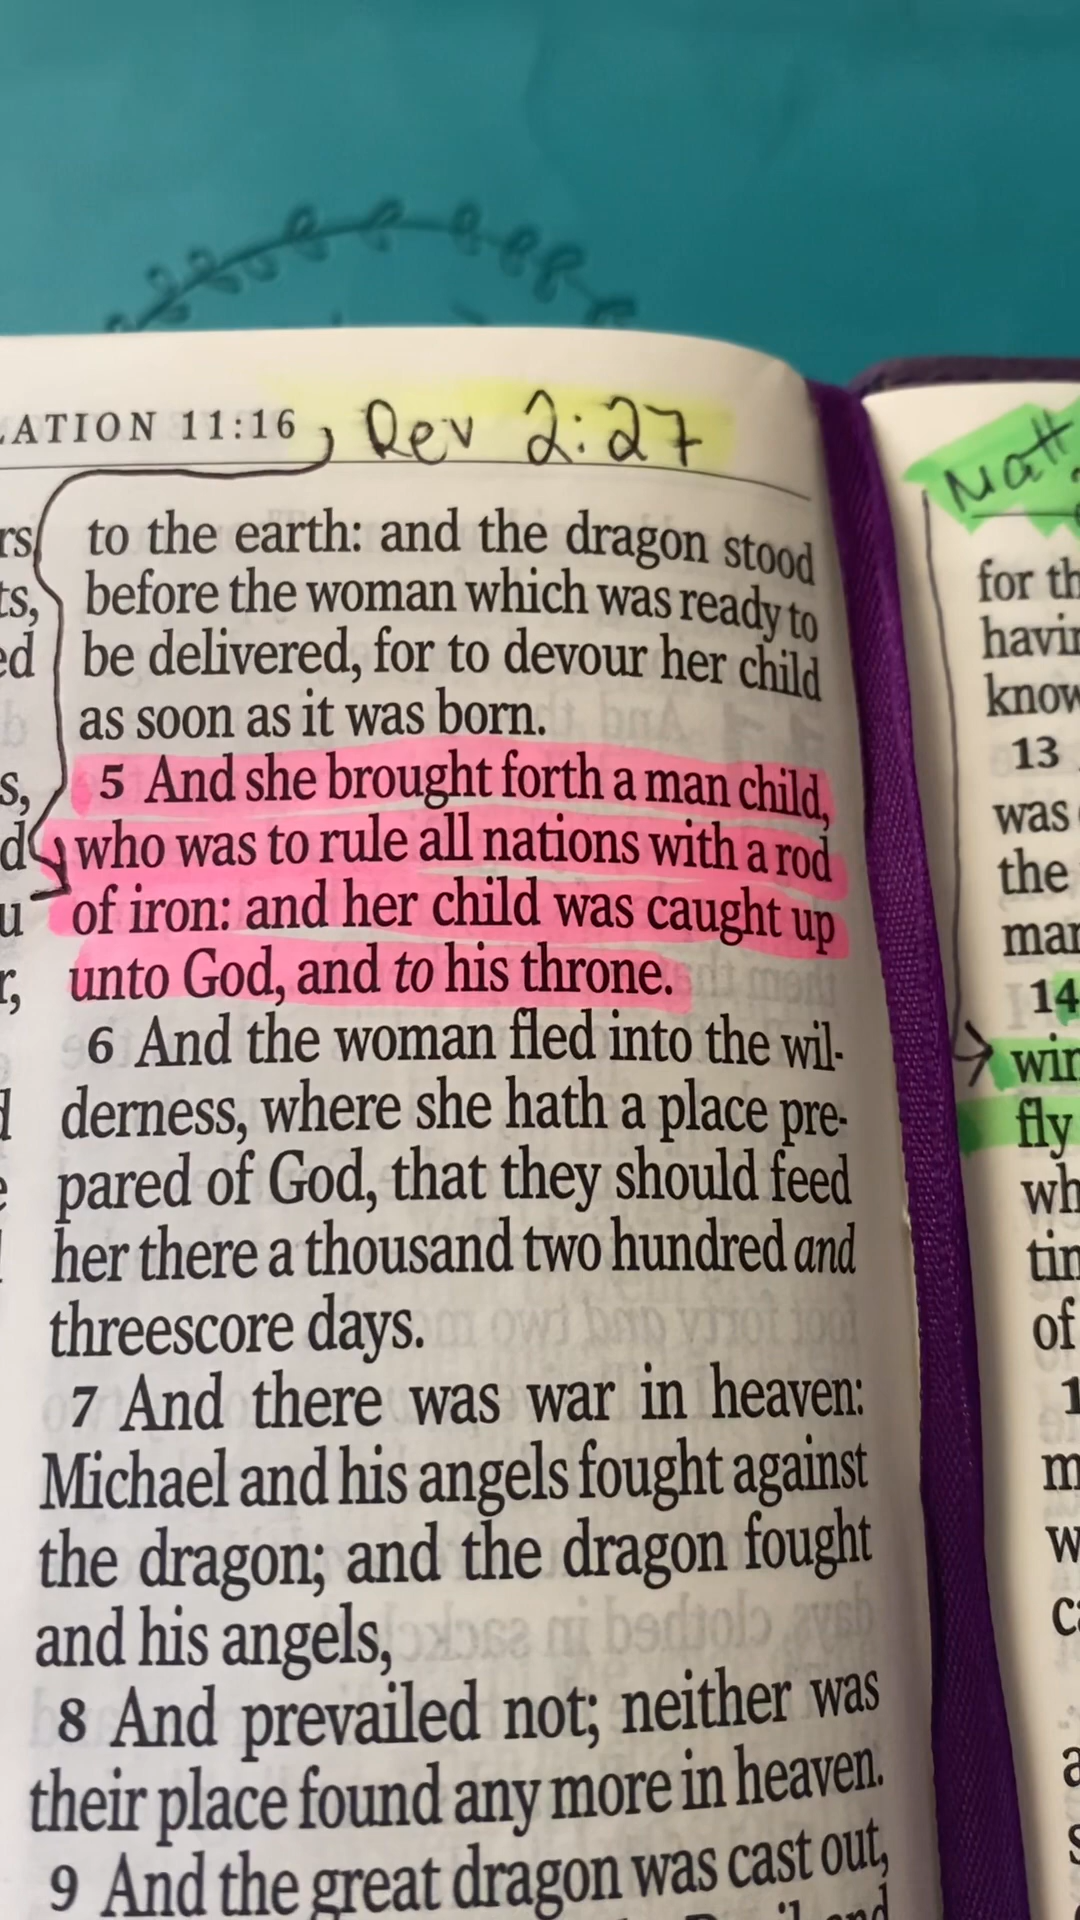 ATION 11:16 Rev 2:27
to the earth: and the dragon stood
before the woman which was ready to
be delivered, for to devour her child
as soon as it was born.
5 And she brought forth a man child,
who was to rule all nations with a rod
of iron: and her child was caught up
unto God, and to his throne.
6 And the woman fled into the wil-
derness, where she hath a place pre-
pared of God, that they should feed
her there a thousand two hundred and
threescore days.
7 And there was war in heaven:
Michael and his angels fought against
the dragon; and the dragon fought
and his angels,
8 And prevailed not; neither was
their place found any more in heaven.
9 And the great dragon was cast out,
Matt
for th
havin
know
13
was
the
man
14
win
fly
wh
tin
of